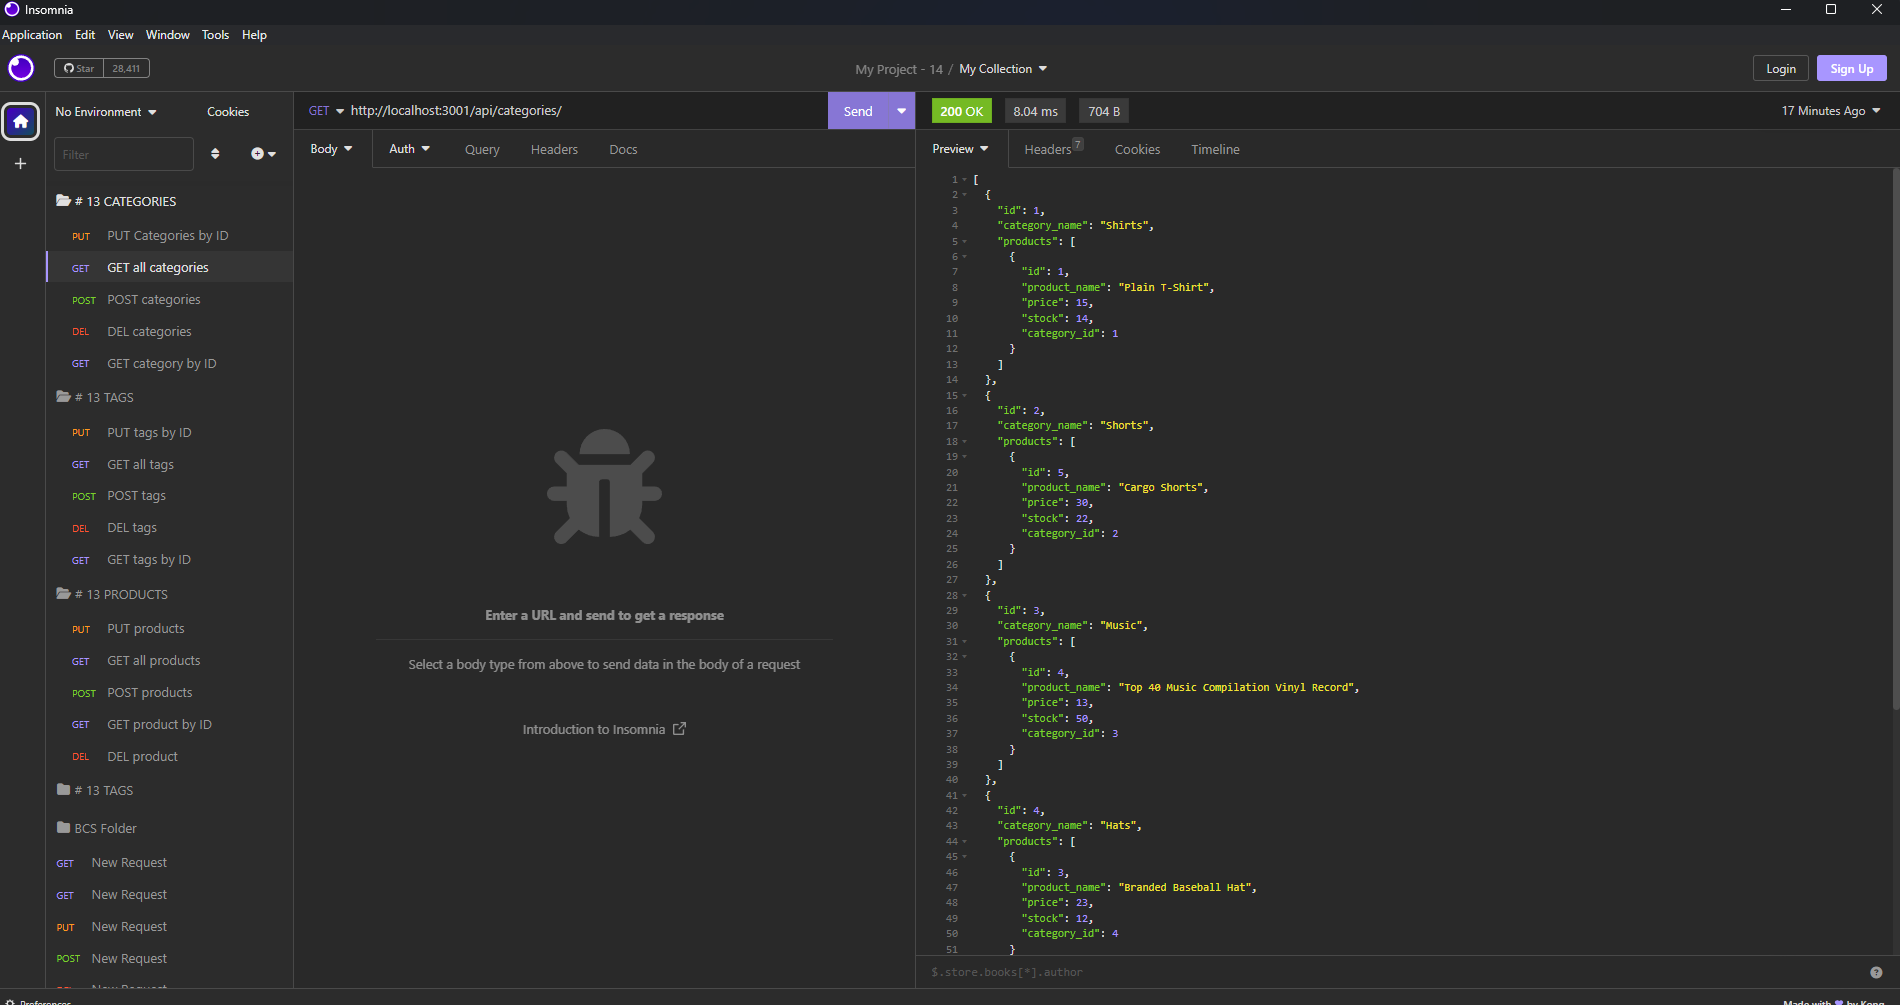 Insomnia
Application Edit View Window Tools Help
Star 28,411
My Project - 14 / My Collection
Login Sign Up
No Environment Cookies
Filter
# 13 CATEGORIES
PUT PUT Categories by ID
GET GET all categories
POST POST categories
DEL DEL categories
GET GET category by ID
# 13 TAGS
PUT PUT tags by ID
GET GET all tags
POST POST tags
DEL DEL tags
GET GET tags by ID
# 13 PRODUCTS
PUT PUT products
GET GET all products
POST POST products
GET GET product by ID
DEL DEL product
# 13 TAGS
BCS Folder
GET New Request
GET New Request
PUT New Request
POST New Request
New Request
Preferences
GET http://localhost:3001/api/categories/ Send
Body Auth Query Headers Docs
Enter a URL and send to get a response
Select a body type from above to send data in the body of a request
Introduction to Insomnia
200 OK 8.04 ms 704 B 17 Minutes Ago
Preview Headers 7 Cookies Timeline
1 [
2 {
3 "id": 1,
4 "category_name": "Shirts",
5 "products": [
6 {
7 "id": 1,
8 "product_name": "Plain T-Shirt",
9 "price": 15,
10 "stock": 14,
11 "category_id": 1
12 }
13 ]
14 },
15 {
16 "id": 2,
17 "category_name": "Shorts",
18 "products": [
19 {
20 "id": 5,
21 "product_name": "Cargo Shorts",
22 "price": 30,
23 "stock": 22,
24 "category_id": 2
25 }
26 ]
27 },
28 {
29 "id": 3,
30 "category_name": "Music",
31 "products": [
32 {
33 "id": 4,
34 "product_name": "Top 40 Music Compilation Vinyl Record",
35 "price": 13,
36 "stock": 50,
37 "category_id": 3
38 }
39 ]
40 },
41 {
42 "id": 4,
43 "category_name": "Hats",
44 "products": [
45 {
46 "id": 3,
47 "product_name": "Branded Baseball Hat",
48 "price": 23,
49 "stock": 12,
50 "category_id": 4
51 }
$.store.books[*].author
Made with 💜 by Kong